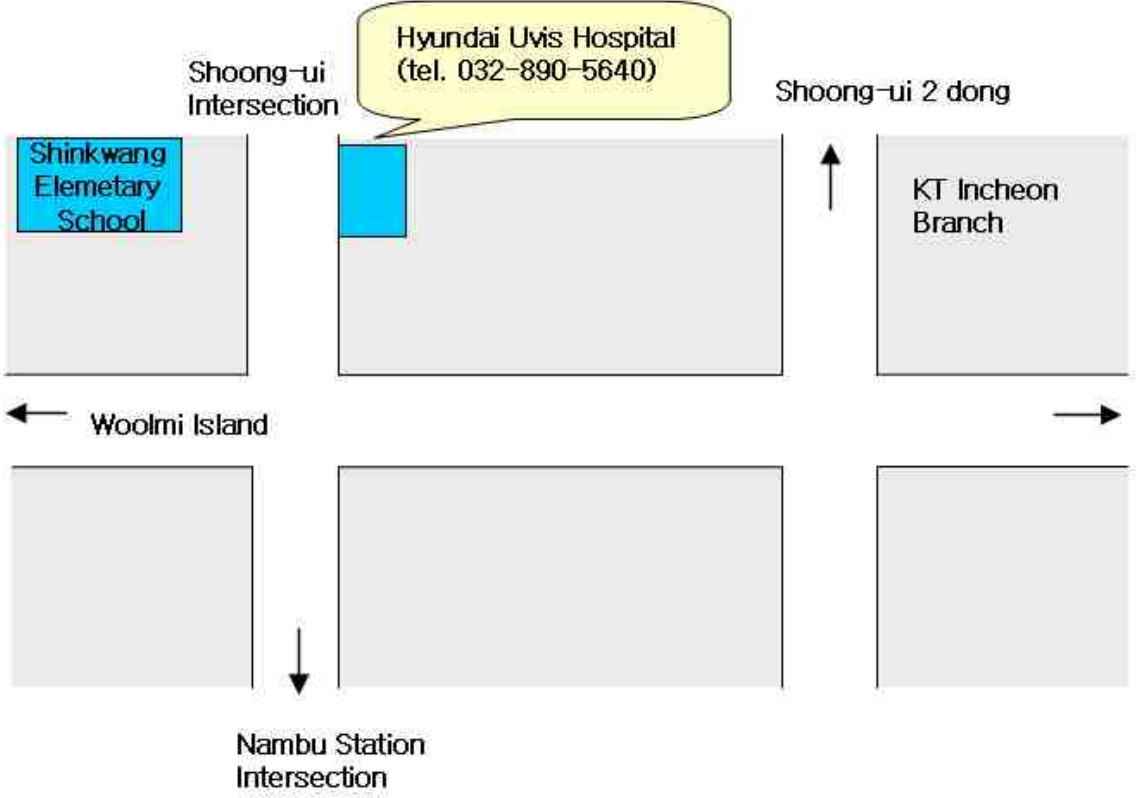 Hyundai Uvis Hospital
(tel. 032-890-5640)
Shoong-ui
Intersection
Shoong-ui 2 dong
Shinkwang
Elemetary
School
KT Incheon
Branch
Woolmi Island
Nambu Station
Intersection